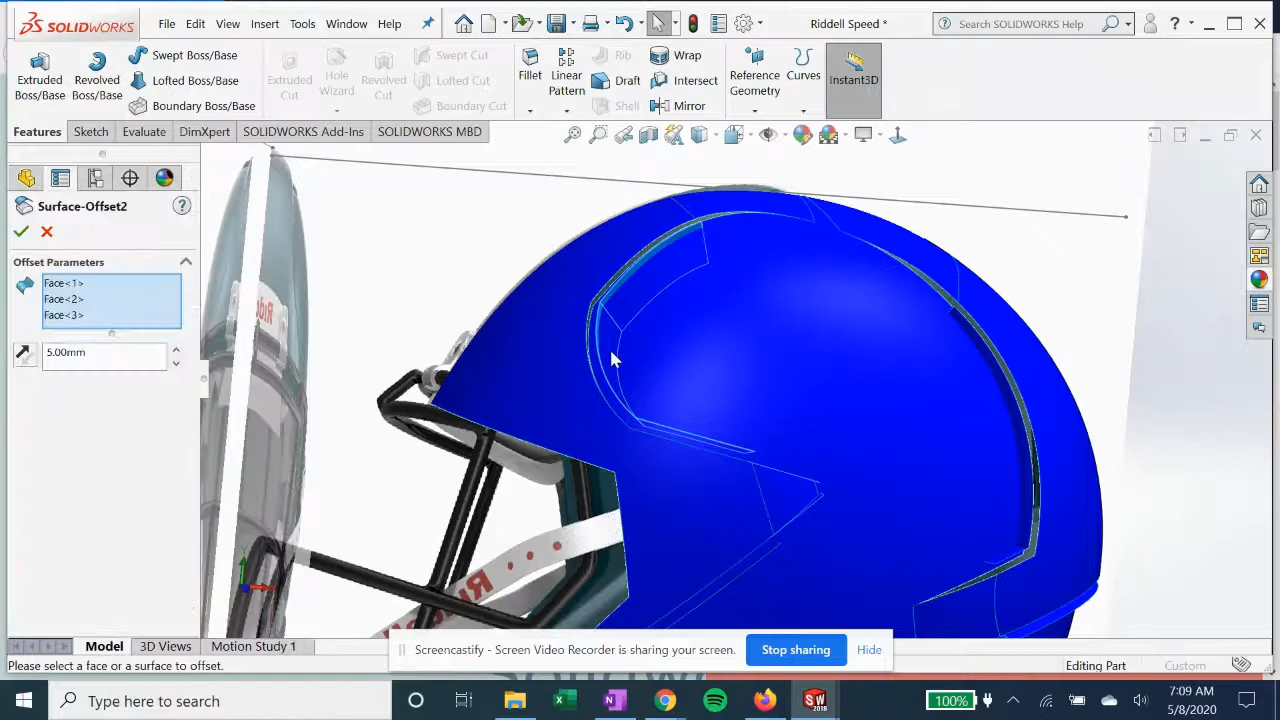 SOLIDWORKS File Edit View Insert Tools Window Help Riddell Speed * Search SOLIDWORKS Help ?
Extruded Boss/Base
Revolved Boss/Base
Swept Boss/Base
Lofted Boss/Base
Boundary Boss/Base
Extruded Cut
Hole Wizard
Revolved Cut
Swept Cut
Lofted Cut
Boundary Cut
Fillet
Linear Pattern
Rib
Draft
Shell
Wrap
Intersect
Mirror
Reference Geometry
Curves
Instant3D
Features Sketch Evaluate DimXpert SOLIDWORKS Add-Ins SOLIDWORKS MBD
Surface-Offset2 ?
Offset Parameters
Face<1>
Face<2>
Face<3>
5.00mm
Model 3D Views Motion Study 1
Screencastify - Screen Video Recorder is sharing your screen. Stop sharing Hide
Please select a face or a surface to offset. Editing Part Custom
Type here to search
SW
2018
100%
7:09 AM
5/8/2020